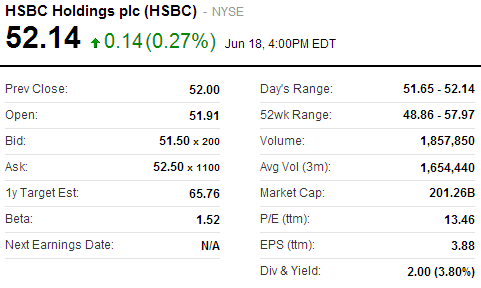 HSBC Holdings plc (HSBC) - NYSE
52.14 0.14 (0.27%) Jun 18, 4:00PM EDT
Prev Close: 52.00
Open: 51.91
Bid: 51.50 x 200
Ask: 52.50 x 1100
1y Target Est: 65.76
Beta: 1.52
Next Earnings Date: N/A
Day's Range: 51.65 - 52.14
52wk Range: 48.86 - 57.97
Volume: 1,857,850
Avg Vol (3m): 1,654,440
Market Cap: 201.26B
P/E (ttm): 13.46
EPS (ttm): 3.88
Div & Yield: 2.00 (3.80%)